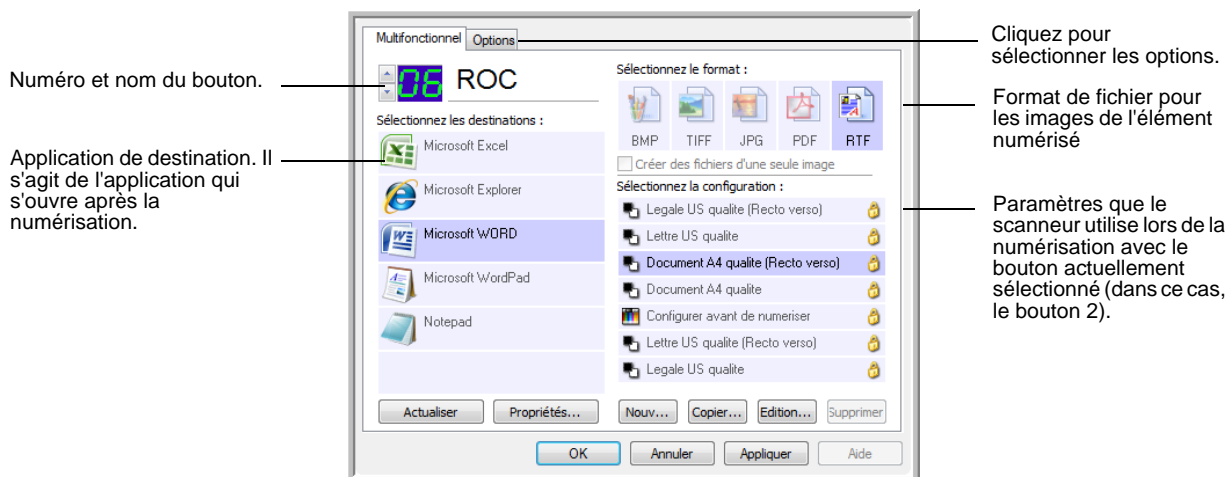 Numéro et nom du bouton.
Application de destination. Il
s'agit de l'application qui
s'ouvre après la
numérisation.
Multifonctionnel
Options
06
ROC
Sélectionnez les destinations :
Microsoft Excel
Microsoft Explorer
Microsoft WORD
Microsoft WordPad
Notepad
Actualiser
Propriétés...
Sélectionnez le format :
BMP
TIFF
JPG
PDF
RTF
Créer des fichiers d'une seule image
Sélectionnez la configuration :
Legale US qualite (Recto verso)
Lettre US qualite
Document A4 qualite (Recto verso)
Document A4 qualite
Configurer avant de numeriser
Lettre US qualite (Recto verso)
Legale US qualite
Nouv...
Copier...
Edition...
Supprimer
OK
Annuler
Appliquer
Aide
Cliquez pour
sélectionner les options.
Format de fichier pour
les images de l'élément
numérisé
Paramètres que le
scanneur utilise lors de la
numérisation avec le
bouton actuellement
sélectionné (dans ce cas,
le bouton 2).